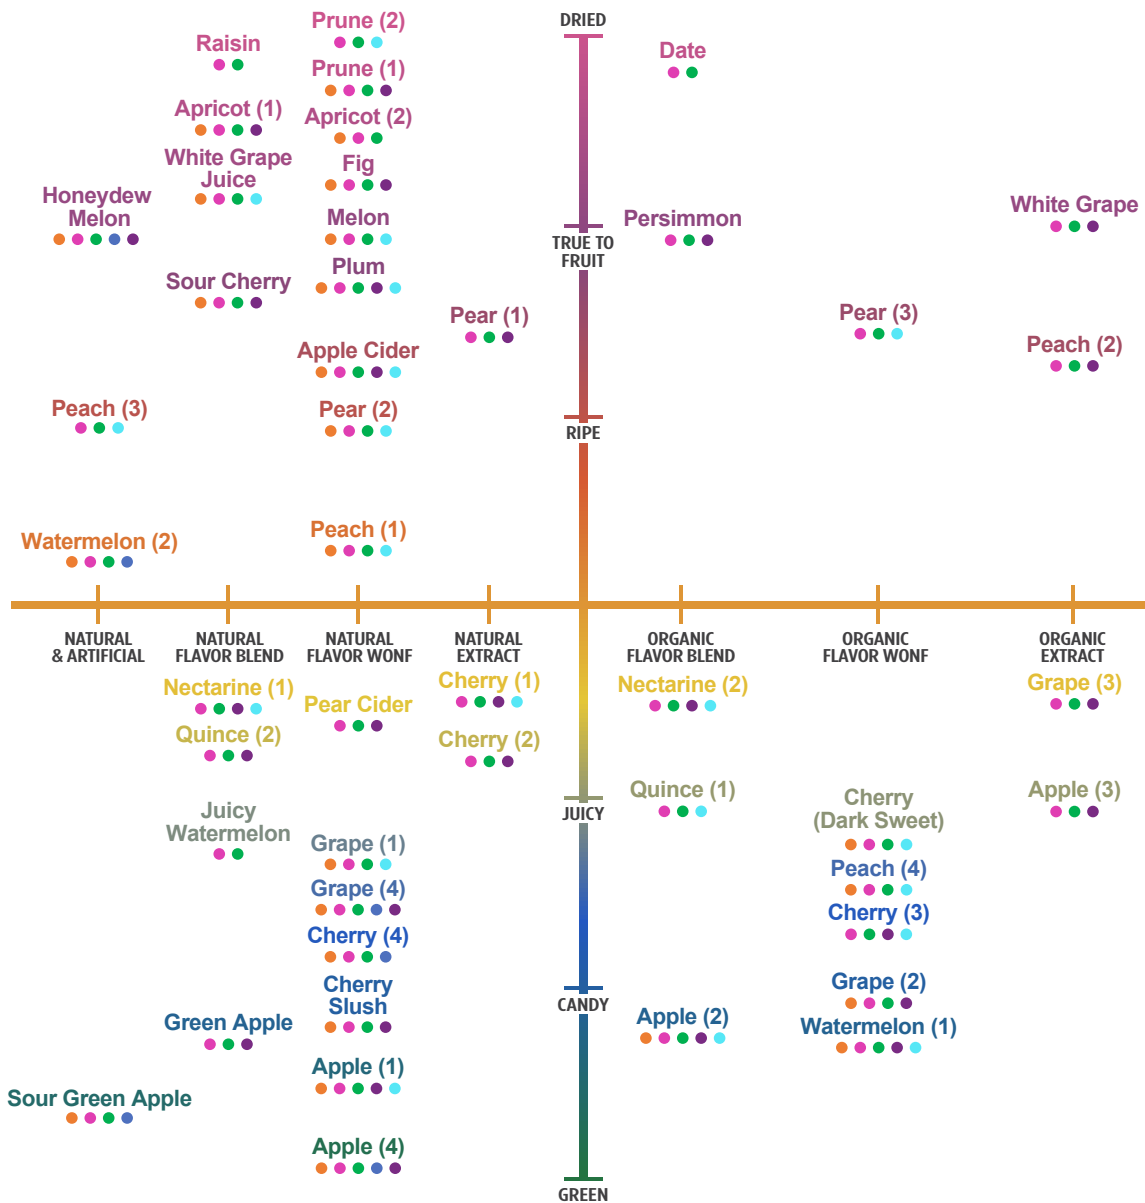 DRIED
Prune (2)
Raisin
Date
Prune (1)
Apricot (1)
Apricot (2)
White Grape
Juice
Fig
Honeydew
Melon
Melon
Persimmon
White Grape
TRUE TO
FRUIT
Plum
Sour Cherry
Pear (1)
Pear (3)
Apple Cider
Peach (2)
Peach (3)
Pear (2)
RIPE
Watermelon (2)
Peach (1)
NATURAL
& ARTIFICIAL
NATURAL
FLAVOR BLEND
NATURAL
FLAVOR WONF
NATURAL
EXTRACT
ORGANIC
FLAVOR BLEND
ORGANIC
FLAVOR WONF
ORGANIC
EXTRACT
Nectarine (1)
Pear Cider
Cherry (1)
Nectarine (2)
Grape (3)
Quince (2)
Cherry (2)
Quince (1)
Cherry
(Dark Sweet)
Apple (3)
JUICY
Juicy
Watermelon
Grape (1)
Peach (4)
Grape (4)
Cherry (3)
Cherry (4)
Cherry
Slush
Grape (2)
CANDY
Green Apple
Apple (2)
Watermelon (1)
Apple (1)
Sour Green Apple
Apple (4)
GREEN